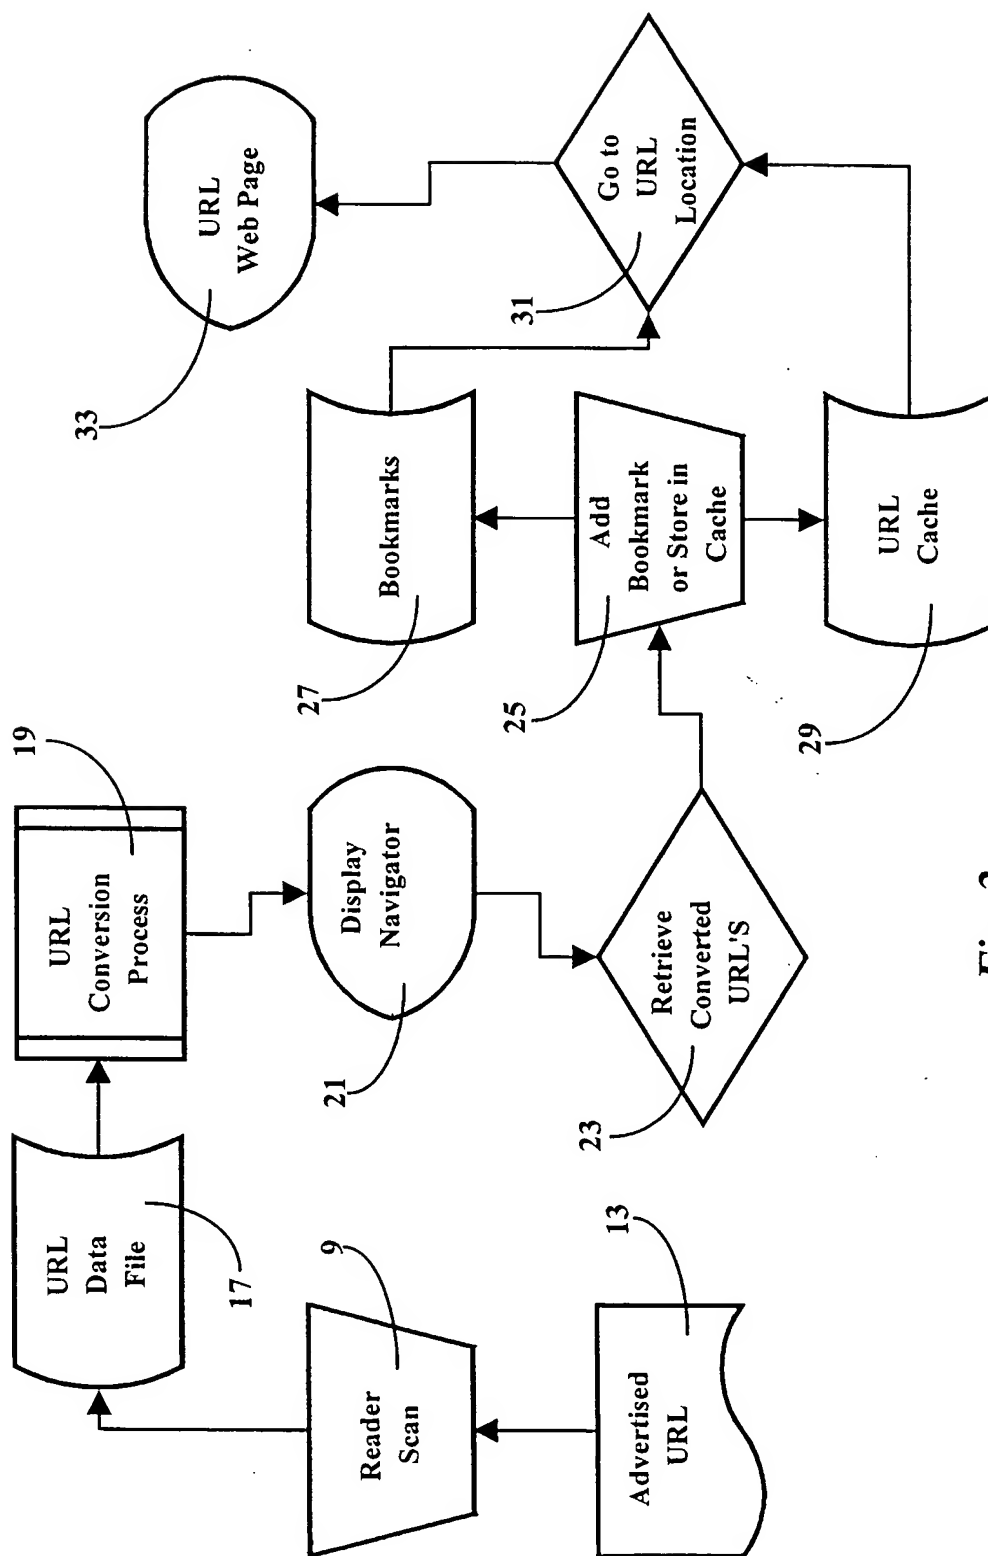 URL
Data
File
17
URL
Conversion
Process
19
Reader
Scan
9
Display
Navigator
21
Bookmarks
27
URL
Web Page
33
Advertised
URL
13
Retrieve
Converted
URL'S
23
Add
Bookmark
or Store in
Cache
25
Go to
URL
Location
31
URL
Cache
29